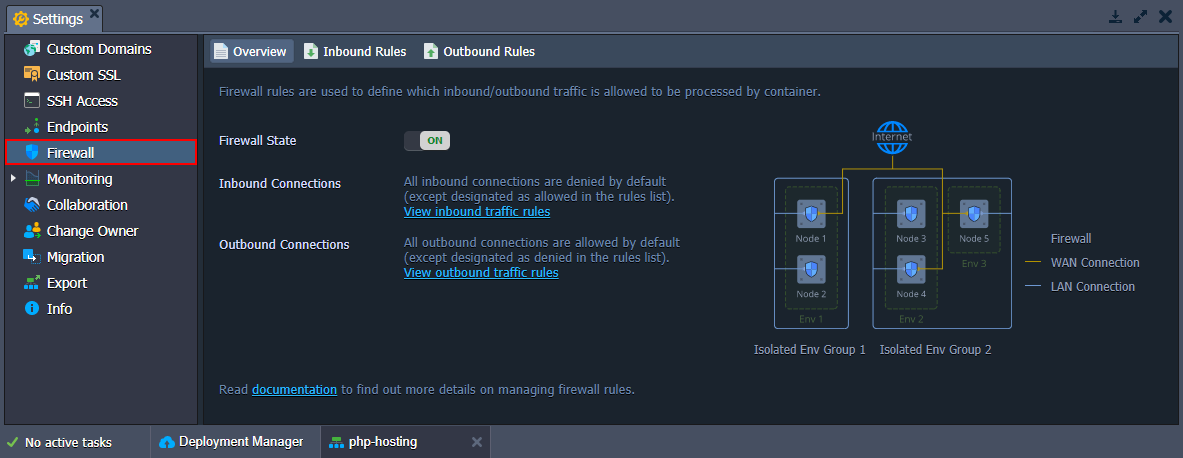 Settings
Custom Domains
Custom SSL
SSH Access
Endpoints
Firewall
Monitoring
Collaboration
Change Owner
Migration
Export
Info
Overview
Inbound Rules
Outbound Rules
Firewall rules are used to define which inbound/outbound traffic is allowed to be processed by container.
Firewall State
ON
Inbound Connections
All inbound connections are denied by default
(except designated as allowed in the rules list).
View inbound traffic rules
Outbound Connections
All outbound connections are allowed by default
(except designated as denied in the rules list).
View outbound traffic rules
Internet
Node 1
Node 2
Env 1
Node 3
Node 4
Env 2
Node 5
Env 3
Isolated Env Group 1
Isolated Env Group 2
Firewall
WAN Connection
LAN Connection
Read documentation to find out more details on managing firewall rules.
No active tasks
Deployment Manager
php-hosting